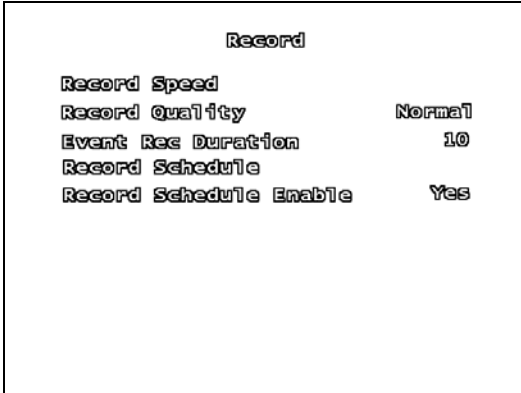 Record
Record Speed
Record Quality Normal
Event Rec Duration 10
Record Schedule
Record Schedule Enable Yes